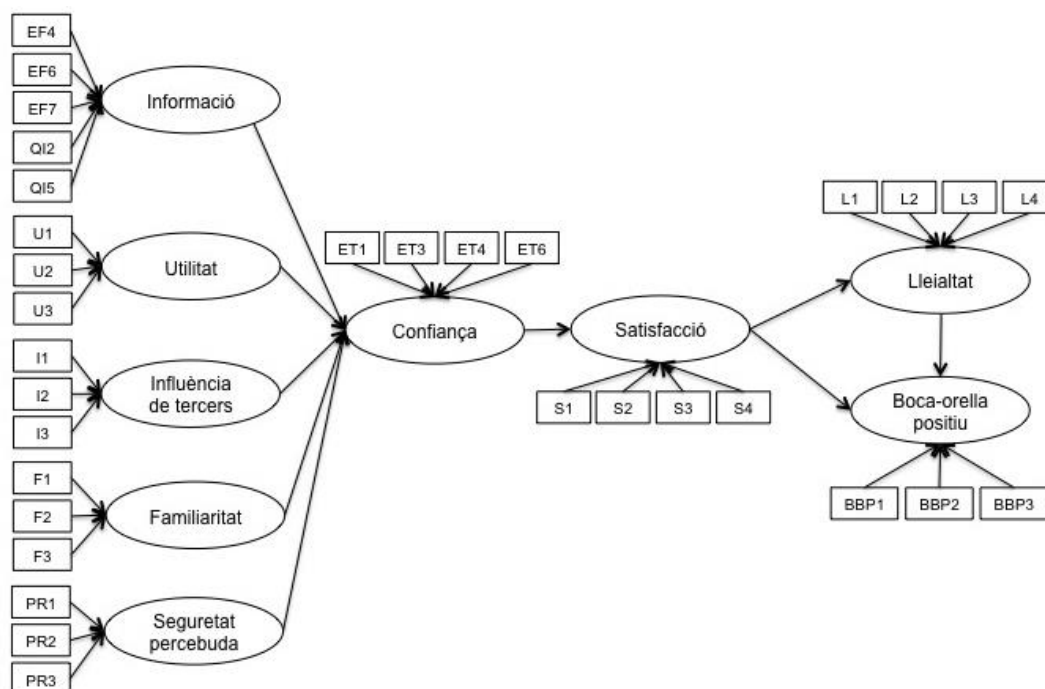 EF4
EF6
EF7
QI2
QI5
Informació
U1
U2
U3
Utilitat
I1
I2
I3
Influència
de tercers
F1
F2
F3
Familiaritat
PR1
PR2
PR3
Seguretat
percebuda
ET1 ET3 ET4 ET6
Confiança
Satisfacció
S1 S2 S3 S4
L1 L2 L3 L4
Lleialtat
Boca-orella
positiu
BBP1 BBP2 BBP3